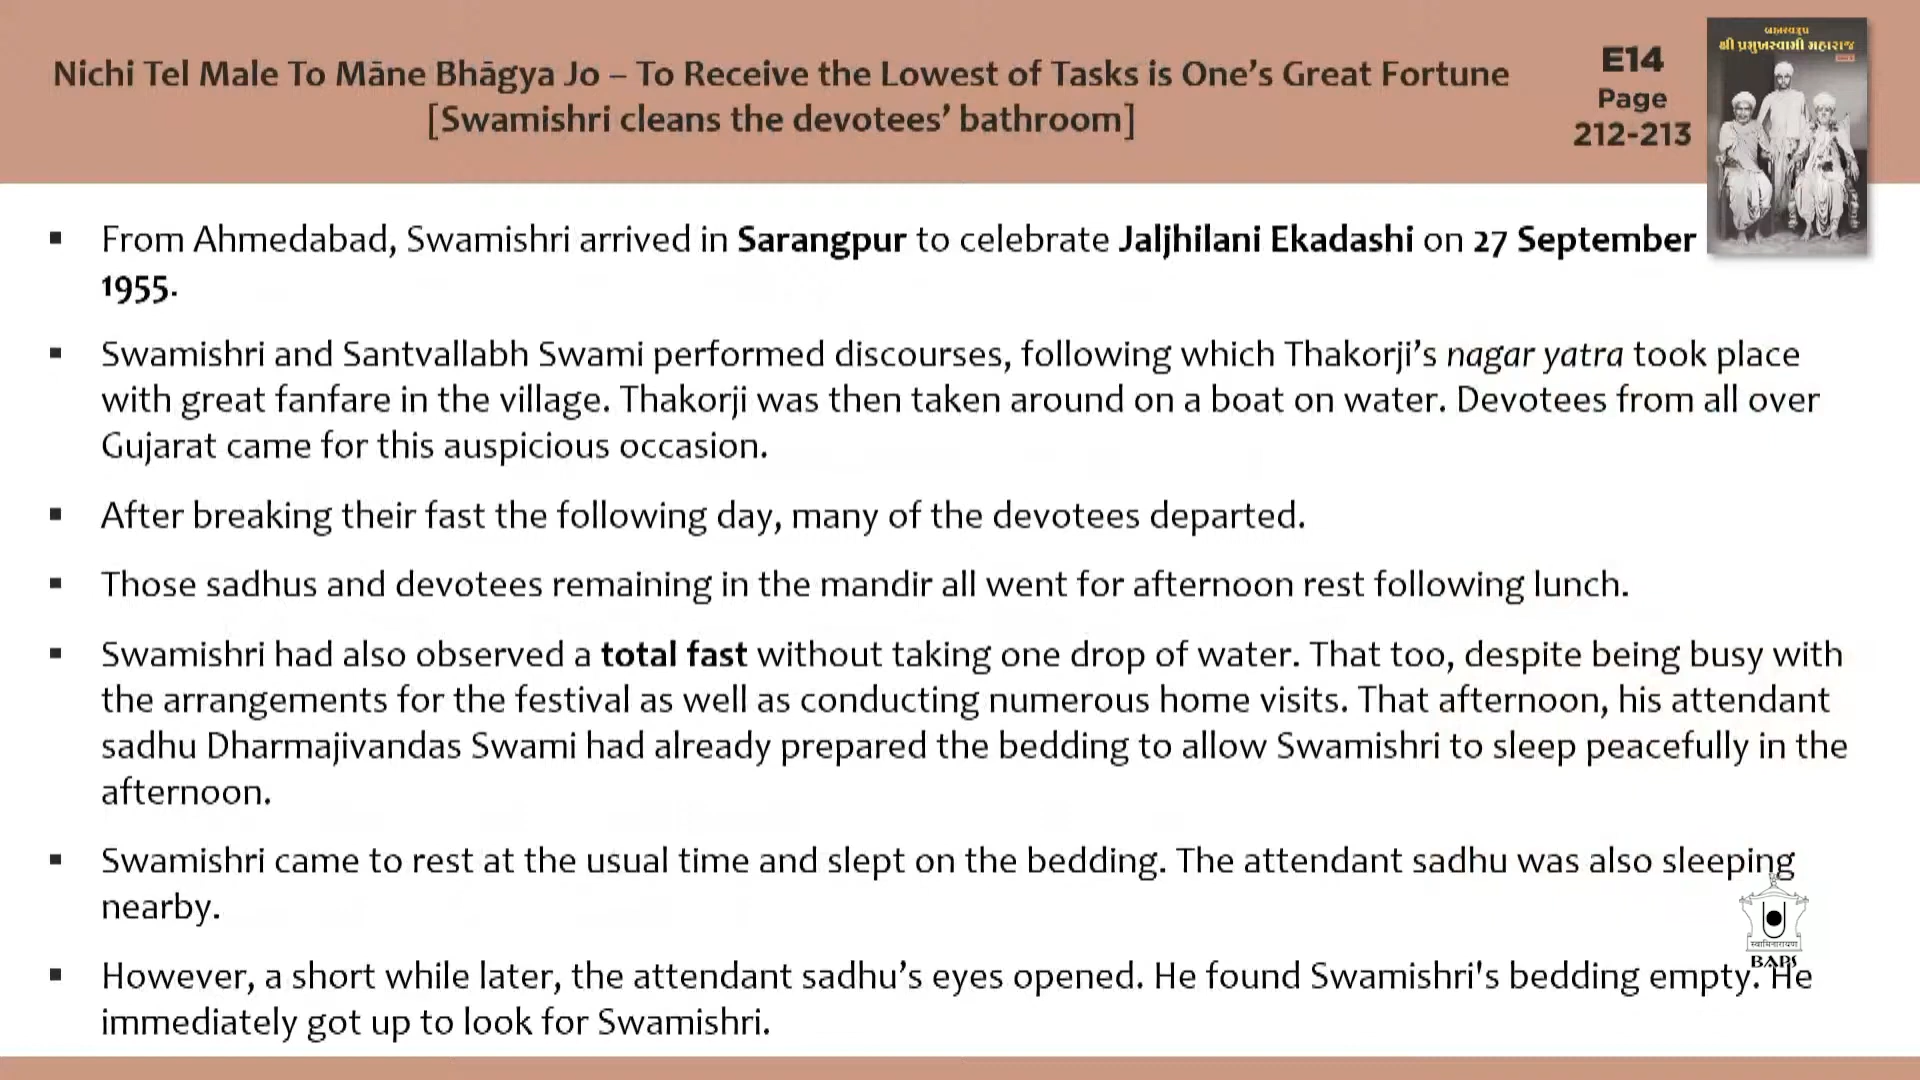 Nichi Tel Male To Māne Bhāgya Jo – To Receive the Lowest of Tasks is One’s Great Fortune
[Swamishri cleans the devotees’ bathroom]
E14
Page
212-213
બ્રહ્મસ્વરૂપ
શ્રી પ્રમુખસ્વામી મહારાજ
▪ From Ahmedabad, Swamishri arrived in Sarangpur to celebrate Jaljhilani Ekadashi on 27 September
1955.
▪ Swamishri and Santvallabh Swami performed discourses, following which Thakorji’s nagar yatra took place
with great fanfare in the village. Thakorji was then taken around on a boat on water. Devotees from all over
Gujarat came for this auspicious occasion.
▪ After breaking their fast the following day, many of the devotees departed.
▪ Those sadhus and devotees remaining in the mandir all went for afternoon rest following lunch.
▪ Swamishri had also observed a total fast without taking one drop of water. That too, despite being busy with
the arrangements for the festival as well as conducting numerous home visits. That afternoon, his attendant
sadhu Dharmajivandas Swami had already prepared the bedding to allow Swamishri to sleep peacefully in the
afternoon.
▪ Swamishri came to rest at the usual time and slept on the bedding. The attendant sadhu was also sleeping
nearby.
▪ However, a short while later, the attendant sadhu’s eyes opened. He found Swamishri's bedding empty. He
immediately got up to look for Swamishri.
स्वामिनारायण
BAPS